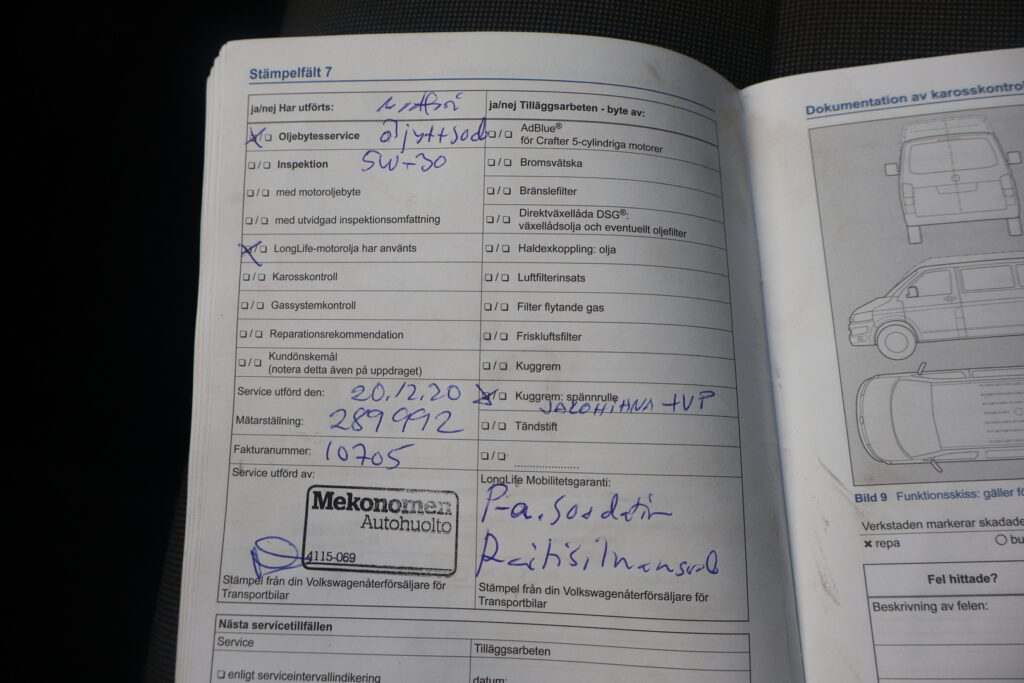 Stämpelfält 7
ja/nej Har utförts:
Oljebytesservice
5W-30
Inspektion
med motoroljebyte
med utvidgad inspektionsomfattning
LongLife-motorolja har använts
Karosskontroll
Gassystemkontroll
Reparationsrekommendation
Kundönskemål
(notera detta även på uppdraget)
Service utförd den: 20.12.20
Mätarställning: 289992
Fakturanummer: 10705
Service utförd av:
Mekonomen
Autohuolto
4115-069
Stämpel från din Volkswagenåterförsäljare för
Transportbilar
ja/nej Tilläggsarbeten - byte av:
AdBlue®
för Crafter 5-cylindriga motorer
Bromsvätska
Bränslefilter
Direktväxellåda DSG®:
växellådsolja och eventuellt oljefilter
Haldexkoppling: olja
Luftfilterinsats
Filter flytande gas
Friskluftsfilter
Kuggrem
Kuggrem: spännrulle
JAKOHIHNA +VP
Tändstift
LongLife Mobilitetsgaranti:
Stämpel från din Volkswagenåterförsäljare för
Transportbilar
Nästa servicetillfällen
Service
Tilläggsarbeten
enligt serviceintervallindikering
datum:
Dokumentation av karosskontro
Bild 9 Funktionsskiss: gäller fö
Verkstaden markerar skadade
repa
bu
Fel hittade?
Beskrivning av felen: